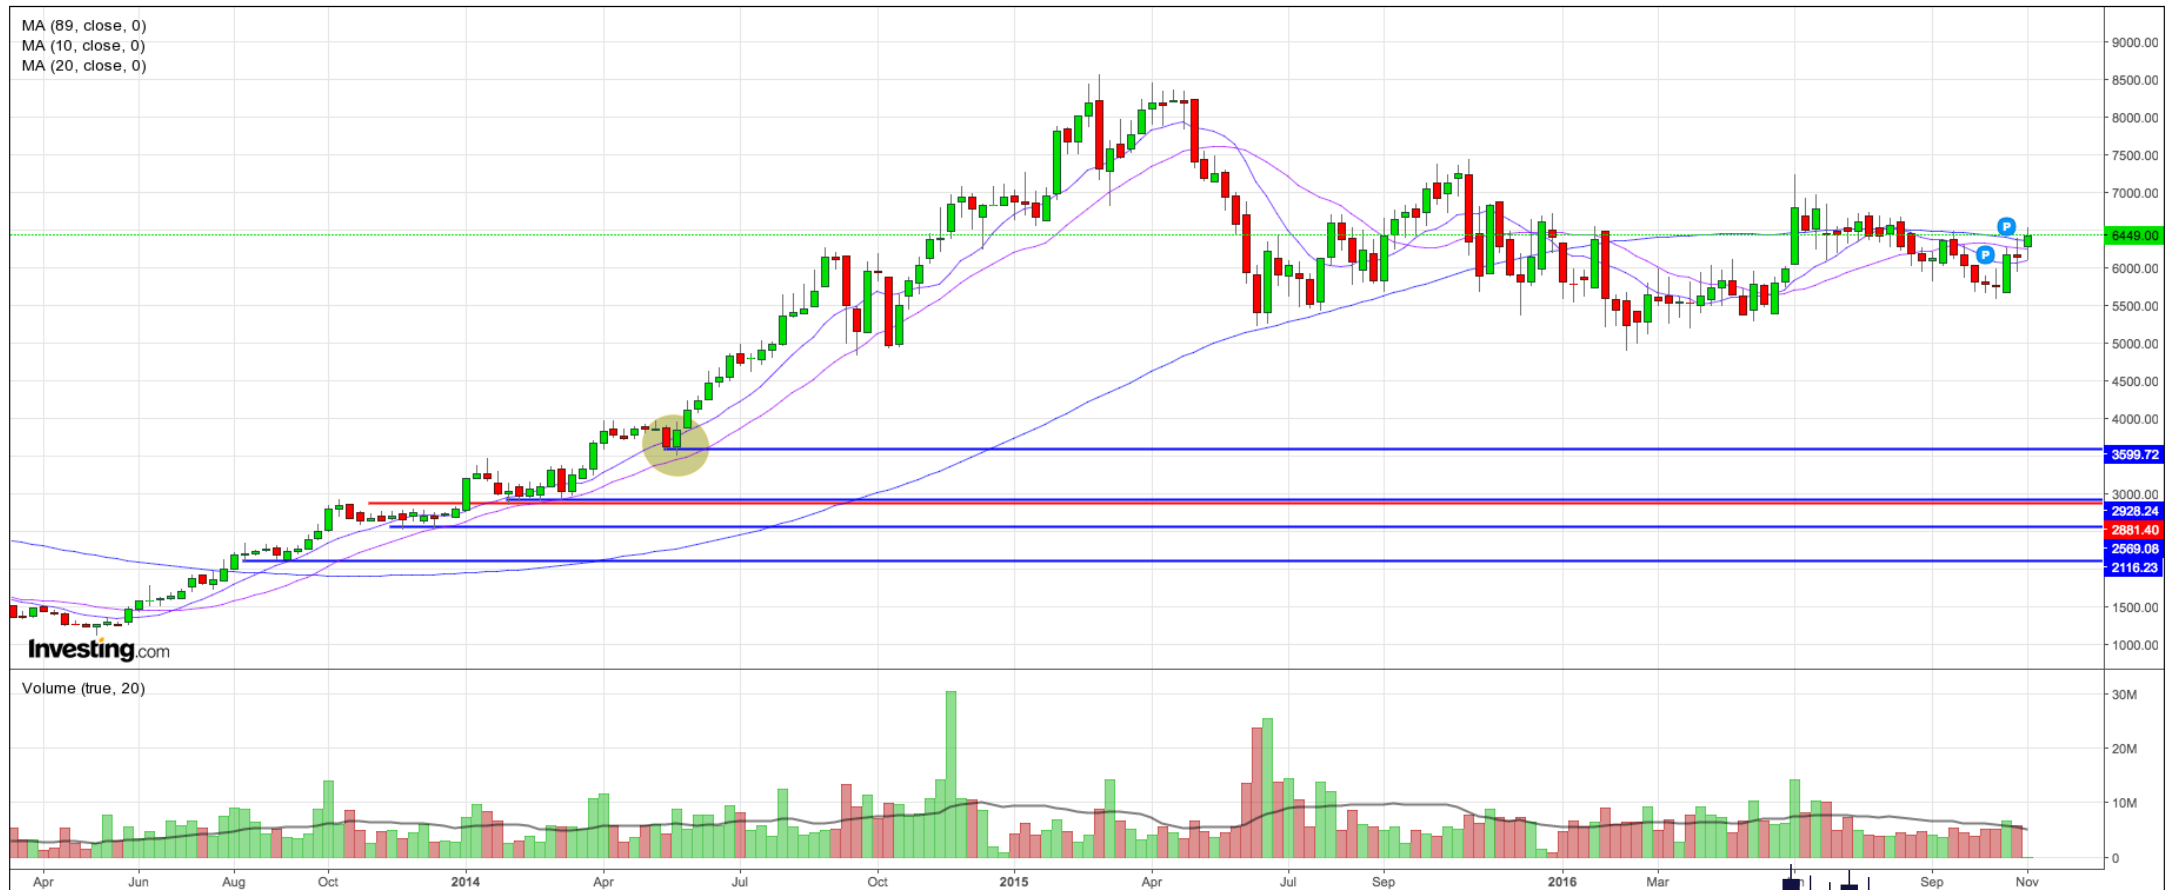 MA (89, close, 0)
MA (10, close, 0)
MA (20, close, 0)
9000.00
8500.00
8000.00
7500.00
7000.00
6449.00
6000.00
5500.00
5000.00
4500.00
4000.00
3599.72
3000.00
2928.24
2881.40
2569.08
2116.23
1500.00
1000.00
P
P
Investing.com
Volume (true, 20)
30M
20M
10M
0
Apr Jun Aug Oct 2014 Apr Jul Oct 2015 Apr Jul Sep 2016 Mar Sep Nov